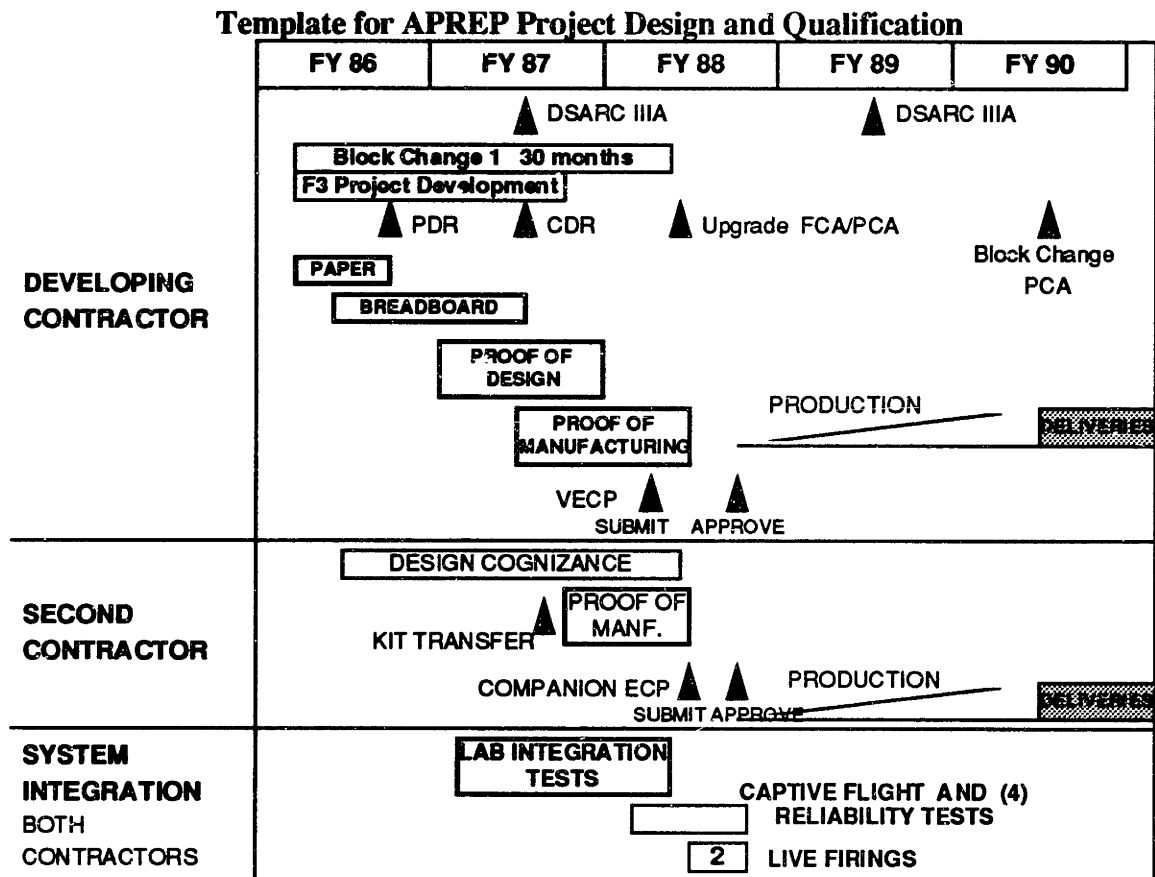 Template for APREP Project Design and Qualification
FY 86 FY 87 FY 88 FY 89 FY 90
DSARC IIIA DSARC IIIA
Block Change 1 30 months
F3 Project Development
PDR CDR Upgrade FCA/PCA
Block Change
PCA
DEVELOPING
CONTRACTOR
PAPER
BREADBOARD
PROOF OF
DESIGN
PROOF OF
MANUFACTURING
PRODUCTION
DELIVERIES
VECP
SUBMIT APPROVE
SECOND
CONTRACTOR
DESIGN COGNIZANCE
PROOF OF
MANF.
KIT TRANSFER
COMPANION ECP
SUBMIT APPROVE
PRODUCTION
DELIVERIES
SYSTEM
INTEGRATION
BOTH
CONTRACTORS
LAB INTEGRATION
TESTS
CAPTIVE FLIGHT AND (4)
RELIABILITY TESTS
2 LIVE FIRINGS